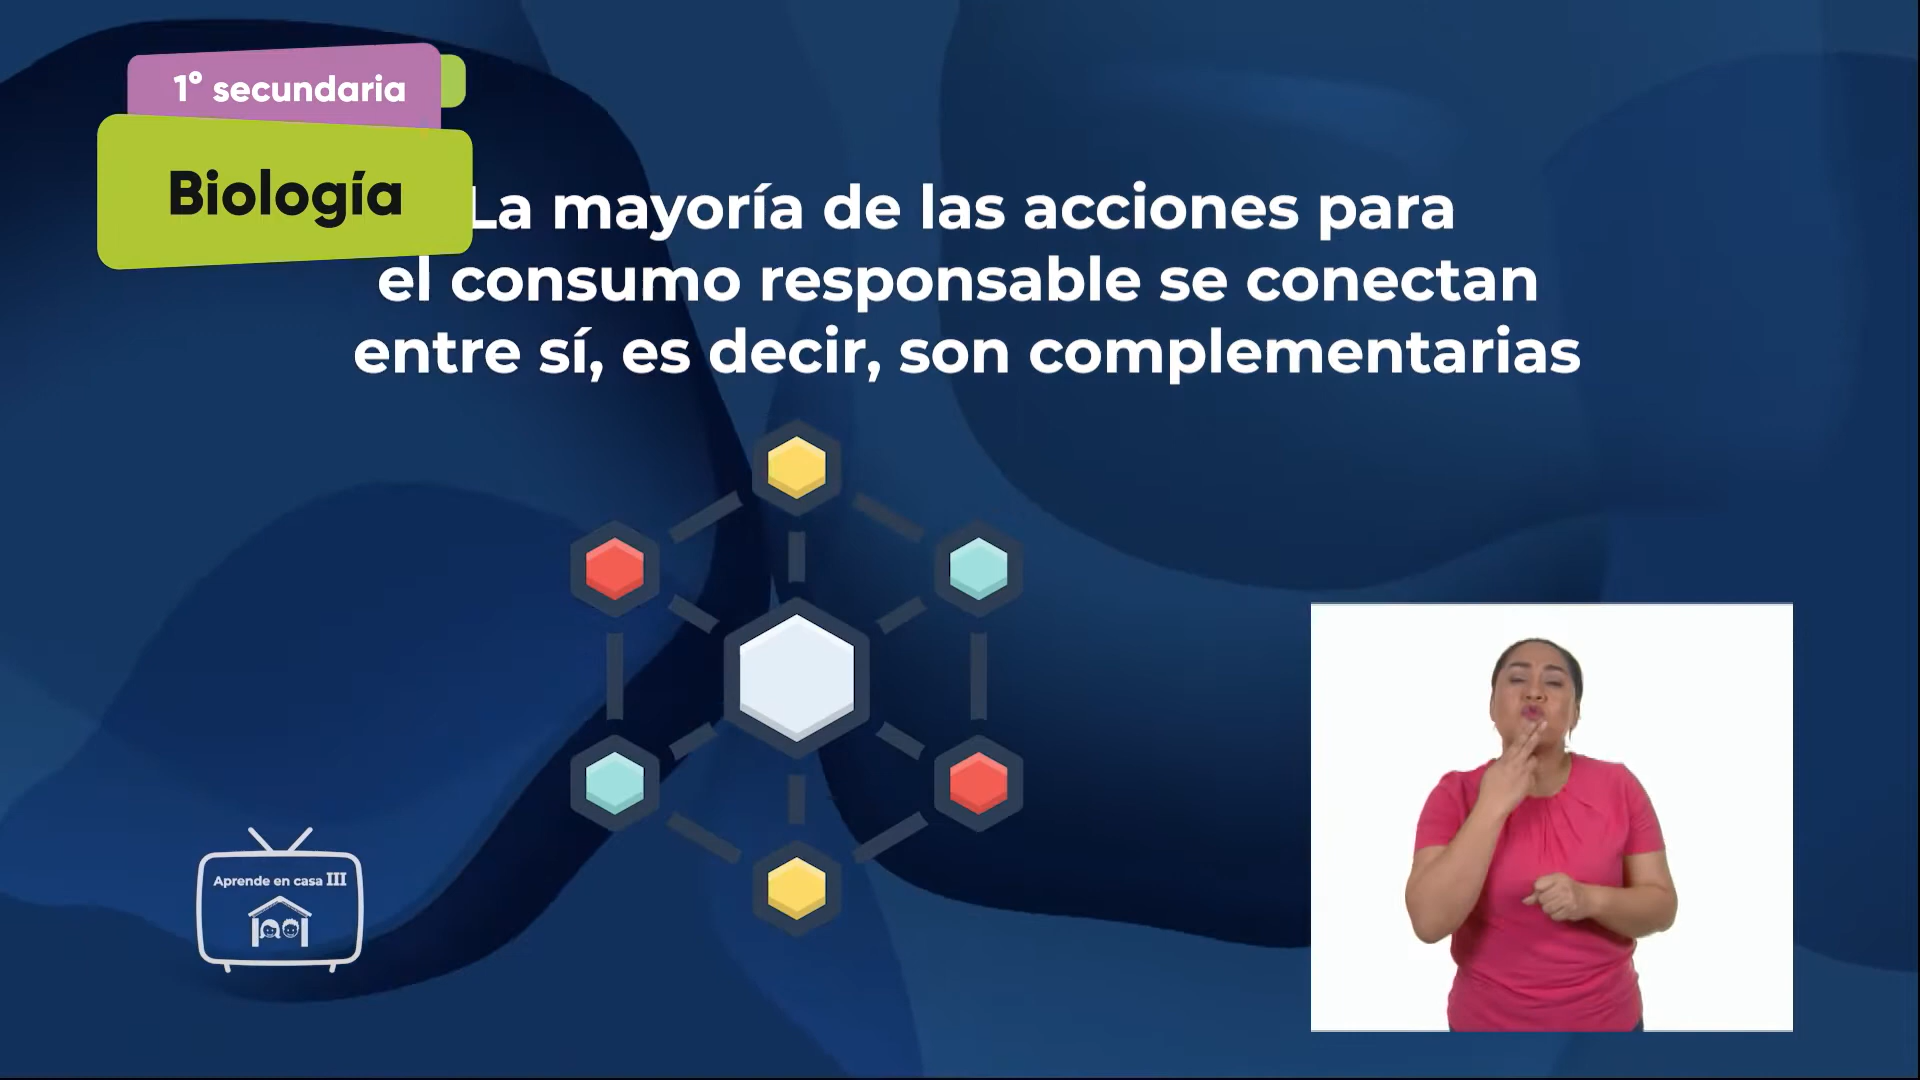 1° secundaria
Biología
La mayoría de las acciones para
el consumo responsable se conectan
entre sí, es decir, son complementarias
Aprende en casa III